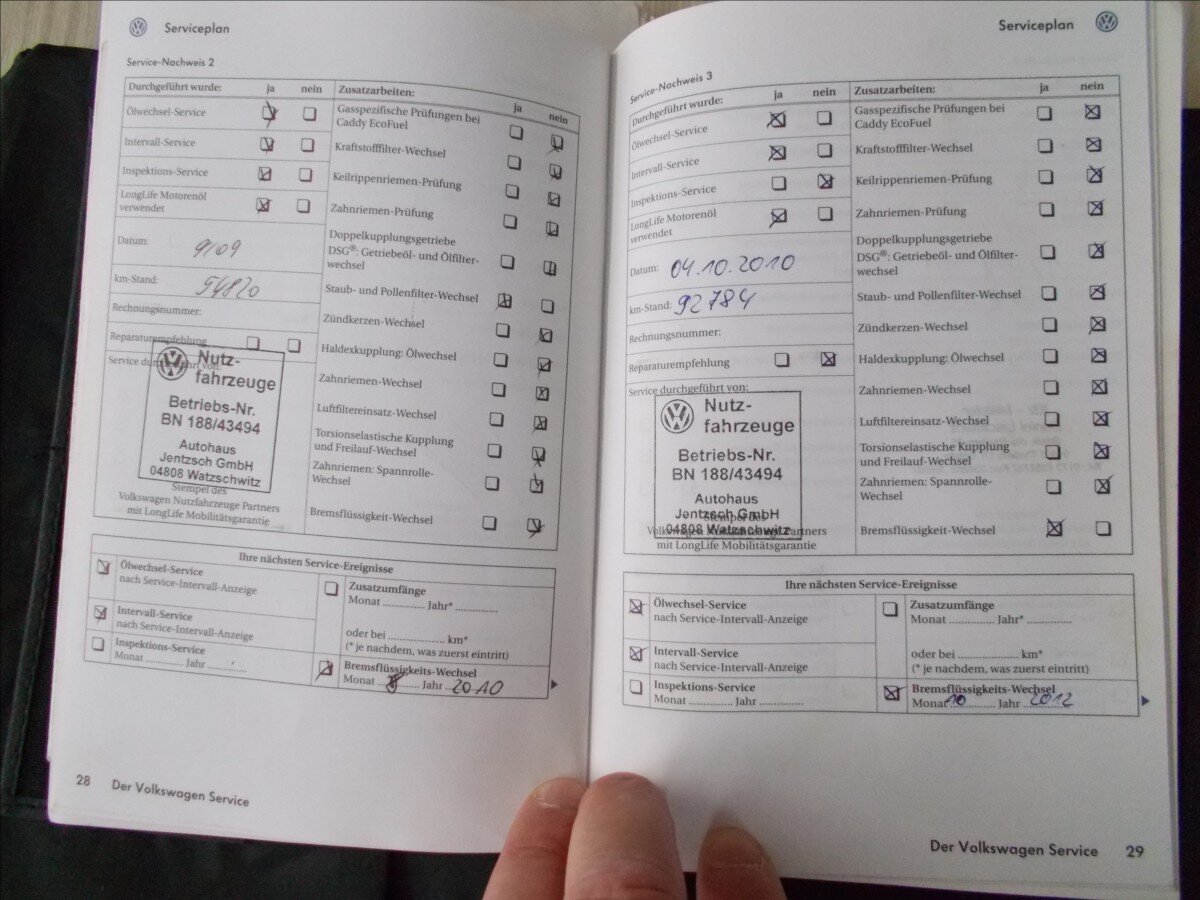 Serviceplan
Service-Nachweis 2
Durchgeführt wurde: ja nein
Ölwechsel-Service
Intervall-Service
Inspektions-Service
LongLife Motorenöl
verwendet
Datum: 9/09
km-Stand: 54820
Rechnungsnummer:
Reparaturempfehlung
Service durchgeführt von:
Nutz-
fahrzeuge
Betriebs-Nr.
BN 188/43494
Autohaus
Jentzsch GmbH
04808 Watzschwitz
Stempel des
Volkswagen Nutzfahrzeuge Partners
mit LongLife Mobilitätsgarantie
Zusatzarbeiten: ja nein
Gasspezifische Prüfungen bei
Caddy EcoFuel
Kraftstofffilter-Wechsel
Keilrippenriemen-Prüfung
Zahnriemen-Prüfung
Doppelkupplungsgetriebe
DSG®: Getriebeöl- und Ölfilter-
wechsel
Staub- und Pollenfilter-Wechsel
Zündkerzen-Wechsel
Haldexkupplung: Ölwechsel
Zahnriemen-Wechsel
Luftfiltereinsatz-Wechsel
Torsionselastische Kupplung
und Freilauf-Wechsel
Zahnriemen: Spannrolle-
Wechsel
Bremsflüssigkeit-Wechsel
Ihre nächsten Service-Ereignisse
Ölwechsel-Service
nach Service-Intervall-Anzeige
Intervall-Service
nach Service-Intervall-Anzeige
Inspektions-Service
Monat ............... Jahr ...............
Zusatzumfänge
Monat ............... Jahr* ...............
oder bei .................... km*
(* je nachdem, was zuerst eintritt)
Bremsflüssigkeits-Wechsel
Monat ............... Jahr 2010
28 Der Volkswagen Service
Serviceplan
Service-Nachweis 3
Durchgeführt wurde: ja nein
Ölwechsel-Service
Intervall-Service
Inspektions-Service
LongLife Motorenöl
verwendet
Datum: 04.10.2010
km-Stand: 92784
Rechnungsnummer:
Reparaturempfehlung
Service durchgeführt von:
Nutz-
fahrzeuge
Betriebs-Nr.
BN 188/43494
Autohaus
Jentzsch GmbH
04808 Watzschwitz
Stempel des
Volkswagen Nutzfahrzeuge Partners
mit LongLife Mobilitätsgarantie
Zusatzarbeiten: ja nein
Gasspezifische Prüfungen bei
Caddy EcoFuel
Kraftstofffilter-Wechsel
Keilrippenriemen-Prüfung
Zahnriemen-Prüfung
Doppelkupplungsgetriebe
DSG®: Getriebeöl- und Ölfilter-
wechsel
Staub- und Pollenfilter-Wechsel
Zündkerzen-Wechsel
Haldexkupplung: Ölwechsel
Zahnriemen-Wechsel
Luftfiltereinsatz-Wechsel
Torsionselastische Kupplung
und Freilauf-Wechsel
Zahnriemen: Spannrolle-
Wechsel
Bremsflüssigkeit-Wechsel
Ihre nächsten Service-Ereignisse
Ölwechsel-Service
nach Service-Intervall-Anzeige
Intervall-Service
nach Service-Intervall-Anzeige
Inspektions-Service
Monat ............... Jahr ...............
Zusatzumfänge
Monat ............... Jahr* ...............
oder bei .................... km*
(* je nachdem, was zuerst eintritt)
Bremsflüssigkeits-Wechsel
Monat 10 Jahr 2012
Der Volkswagen Service 29